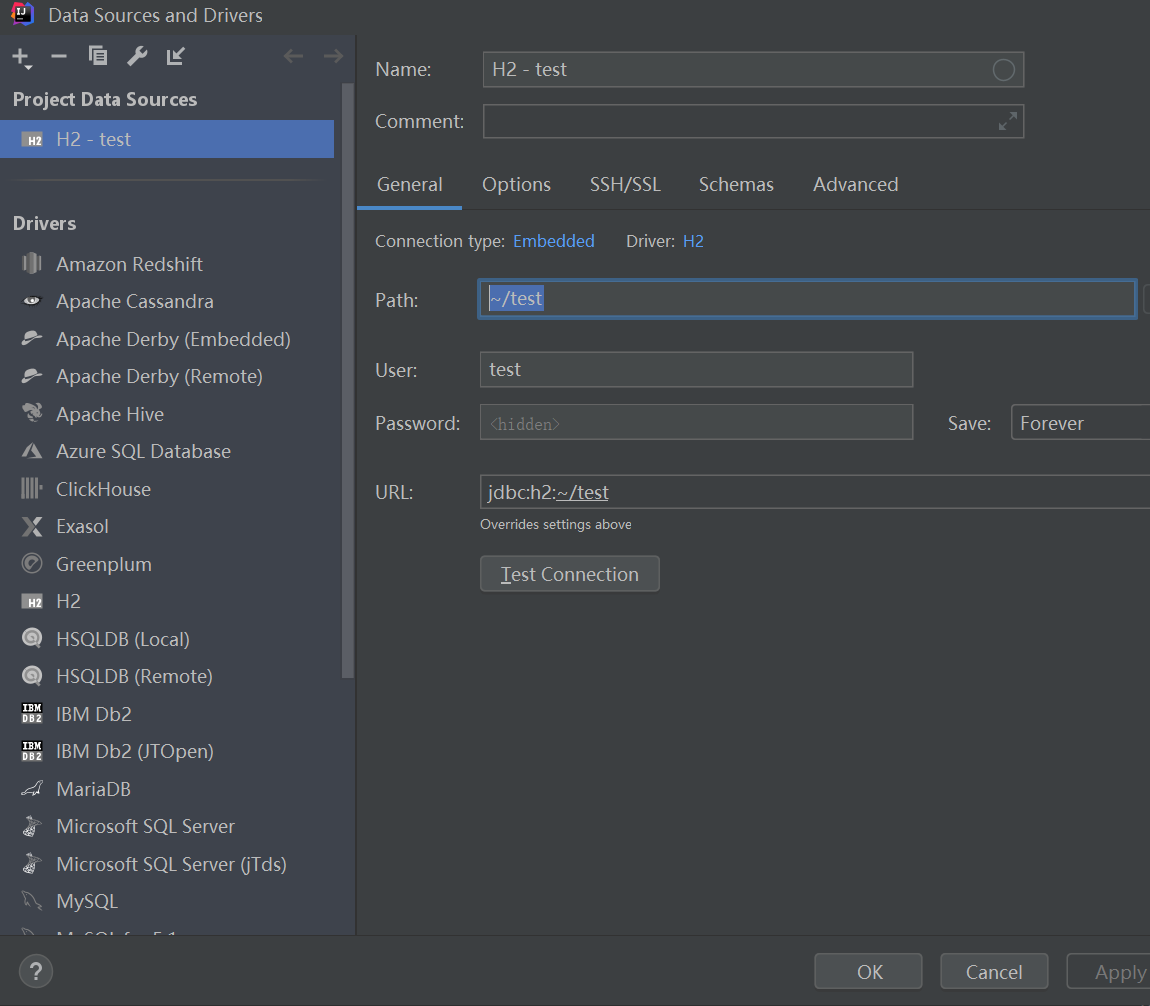 Data Sources and Drivers
Project Data Sources
H2 - test
Drivers
Amazon Redshift
Apache Cassandra
Apache Derby (Embedded)
Apache Derby (Remote)
Apache Hive
Azure SQL Database
ClickHouse
Exasol
Greenplum
H2
HSQLDB (Local)
HSQLDB (Remote)
IBM Db2
IBM Db2 (JTOpen)
MariaDB
Microsoft SQL Server
Microsoft SQL Server (jTds)
MySQL
Name: H2 - test
Comment:
General Options SSH/SSL Schemas Advanced
Connection type: Embedded Driver: H2
Path: ~/test
User: test
Password: <hidden> Save: Forever
URL: jdbc:h2:~/test
Overrides settings above
Test Connection
? OK Cancel Apply